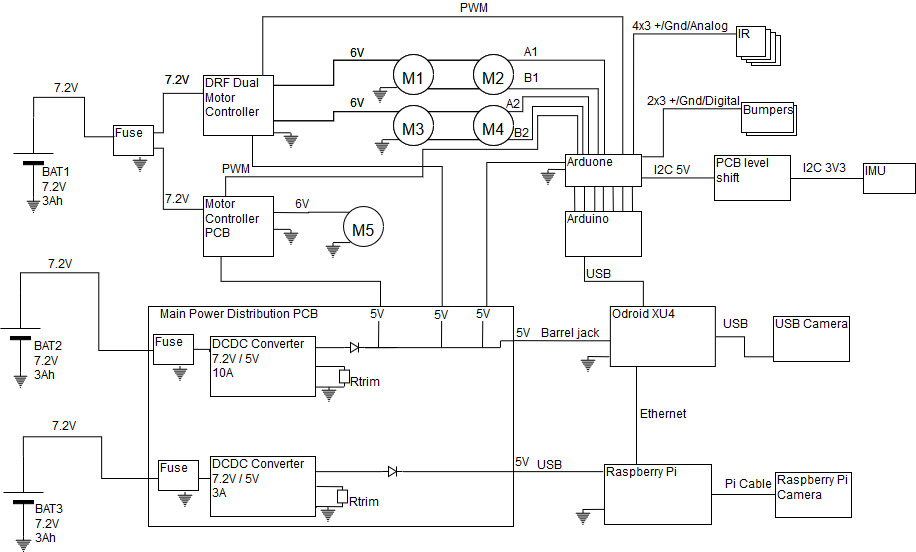 PWM
4x3 +/Gnd/Analog
IR
6V
A1
7.2V
7.2V
DRF Dual
Motor
Controller
M1
M2
B1
2x3 +/Gnd/Digital
Bumpers
6V
A2
M3
M4
B2
Fuse
BAT1
7.2V
3Ah
PWM
Arduone
I2C 5V
PCB level
shift
I2C 3V3
IMU
7.2V
Motor
Controller
PCB
6V
M5
Arduino
USB
7.2V
Main Power Distribution PCB
5V
5V
5V
Odroid XU4
BAT2
7.2V
3Ah
Fuse
DCDC Converter
7.2V / 5V
10A
Rtrim
5V
Barrel jack
USB
USB Camera
Ethernet
7.2V
BAT3
7.2V
3Ah
Fuse
DCDC Converter
7.2V / 5V
3A
Rtrim
5V
USB
Raspberry Pi
Pi Cable
Raspberry Pi
Camera